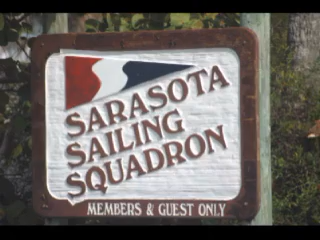 SARASOTA
SAILING
SQUADRON
MEMBERS & GUEST ONLY